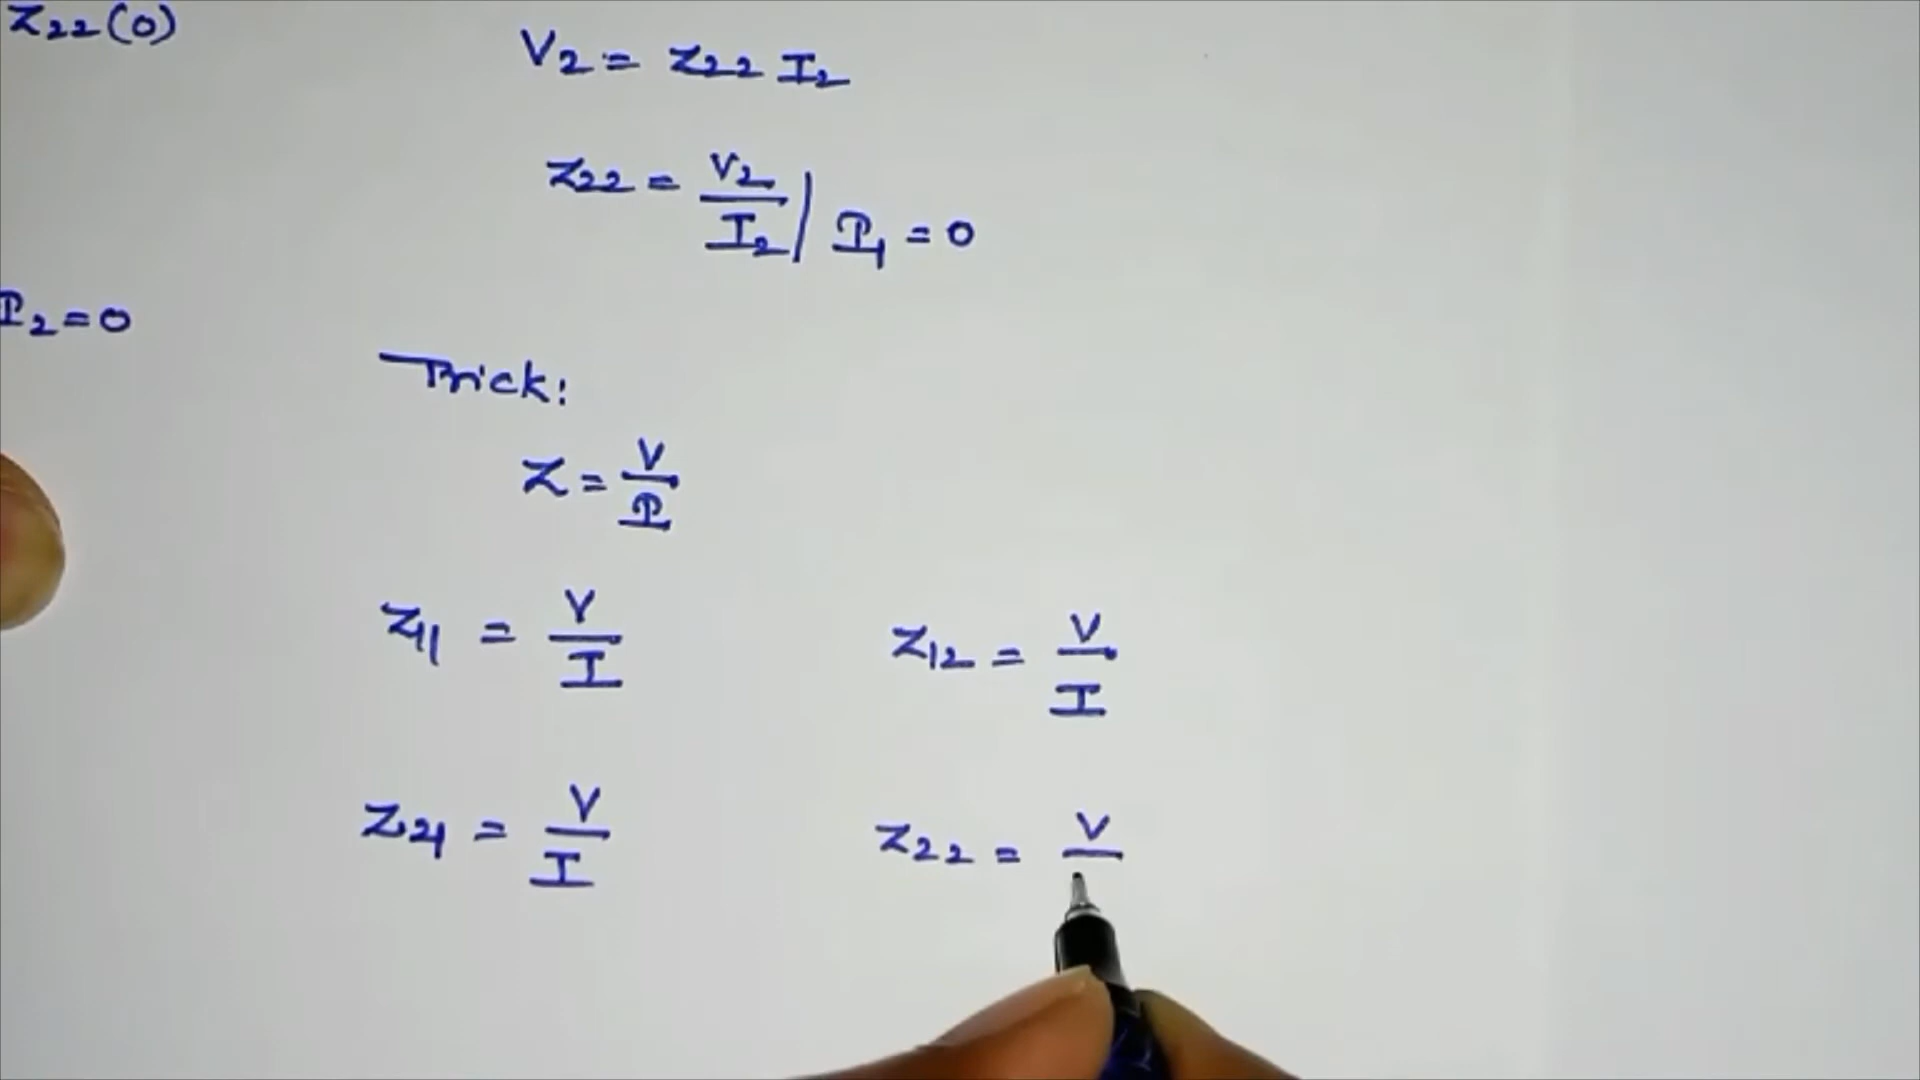 Z22(0)
V2 = Z22 I2
Z22 = V2/I2 | I1 = 0
I2 = 0
Trick:
Z = V/I
Z11 = V/I
Z12 = V/I
Z21 = V/I
Z22 = V/